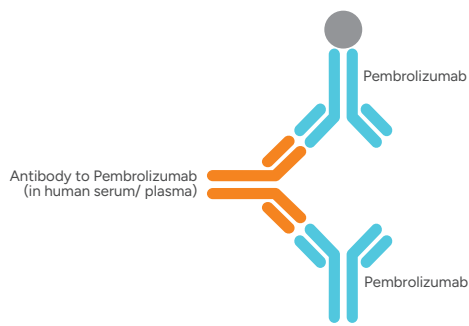 Pembrolizumab
Antibody to Pembrolizumab
(in human serum/ plasma)
Pembrolizumab